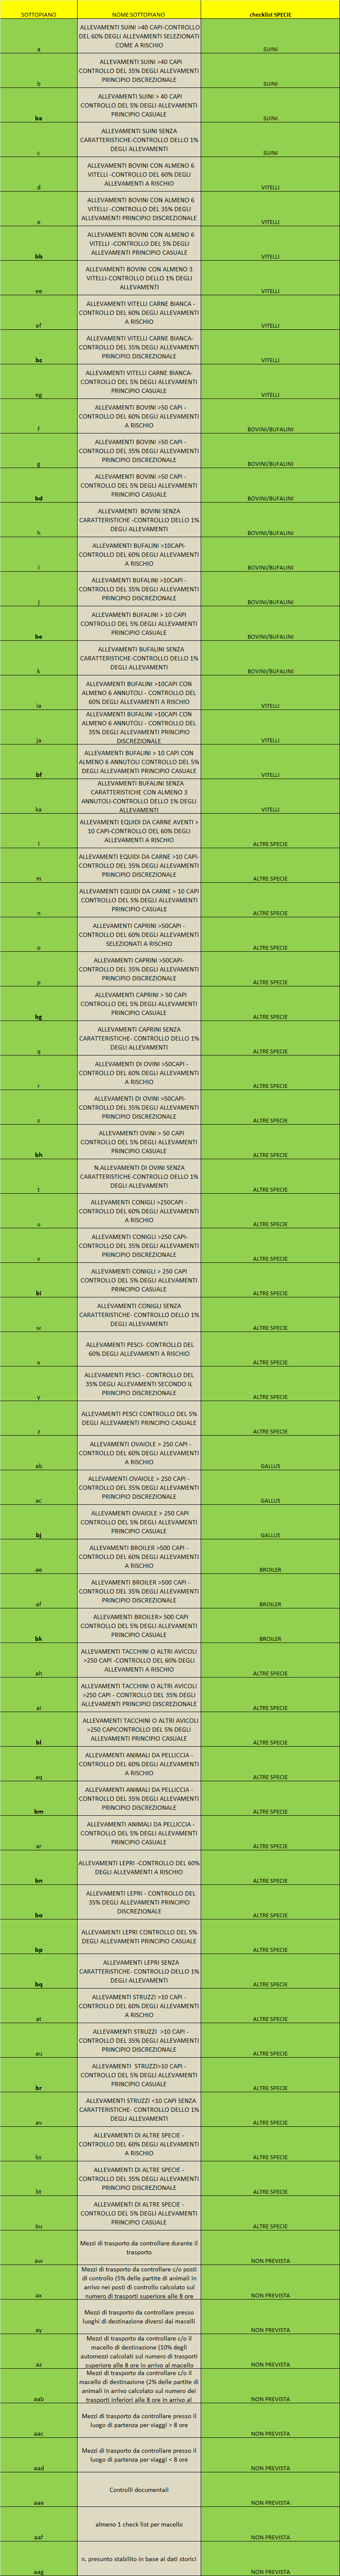 SOTTOPIANO NOME SOTTOPIANO checklist SPECIE
ALLEVAMENTI SUINI >40 CAPI-CONTROLLO
DEL 60% DEGLI ALLEVAMENTI SELEZIONATI
COME A RISCHIO
a SUINI
ALLEVAMENTI SUINI >40 CAPI
CONTROLLO DEL 35% DEGLI ALLEVAMENTI
PRINCIPIO DISCREZIONALE
b SUINI
ALLEVAMENTI SUINI > 40 CAPI
CONTROLLO DEL 5% DEGLI ALLEVAMENTI
PRINCIPIO CASUALE
ba SUINI
ALLEVAMENTI SUINI SENZA
CARATTERISTICHE-CONTROLLO DEL 1%
DEGLI ALLEVAMENTI
c SUINI
ALLEVAMENTI BOVINI CON ALMENO 6
VITELLI -CONTROLLO DEL 60% DEGLI
ALLEVAMENTI A RISCHIO
d VITELLI
ALLEVAMENTI BOVINI CON ALMENO 6
VITELLI -CONTROLLO DEL 35% DEGLI
ALLEVAMENTI PRINCIPIO DISCREZIONALE
e VITELLI
ALLEVAMENTI BOVINI CON ALMENO 6
VITELLI -CONTROLLO DEL 5% DEGLI
ALLEVAMENTI PRINCIPIO CASUALE
bb VITELLI
ALLEVAMENTI BOVINI CON ALMENO 3
VITELLI-CONTROLLO DELLO 1% DEGLI
ALLEVAMENTI
ee VITELLI
ALLEVAMENTI VITELLI CARNE BIANCA -
CONTROLLO DEL 60% DEGLI ALLEVAMENTI
A RISCHIO
ef VITELLI
ALLEVAMENTI VITELLI CARNE BIANCA-
CONTROLLO DEL 35% DEGLI ALLEVAMENTI
PRINCIPIO DISCREZIONALE
bc VITELLI
ALLEVAMENTI VITELLI CARNE BIANCA-
CONTROLLO DEL 5% DEGLI ALLEVAMENTI
PRINCIPIO CASUALE
eg VITELLI
ALLEVAMENTI BOVINI >50 CAPI -
CONTROLLO DEL 60% DEGLI ALLEVAMENTI
A RISCHIO
f BOVINI/BUFALINI
ALLEVAMENTI BOVINI >50 CAPI -
CONTROLLO DEL 35% DEGLI ALLEVAMENTI
PRINCIPIO DISCREZIONALE
g BOVINI/BUFALINI
ALLEVAMENTI BOVINI >50 CAPI -
CONTROLLO DEL 5% DEGLI ALLEVAMENTI
PRINCIPIO CASUALE
bd BOVINI/BUFALINI
ALLEVAMENTI BOVINI SENZA
CARATTERISTICHE -CONTROLLO DELLO 1%
DEGLI ALLEVAMENTI
h BOVINI/BUFALINI
ALLEVAMENTI BUFALINI >10CAPI-
CONTROLLO DEL 60% DEGLI ALLEVAMENTI
A RISCHIO
i BOVINI/BUFALINI
ALLEVAMENTI BUFALINI >10CAPI -
CONTROLLO DEL 35% DEGLI ALLEVAMENTI
PRINCIPIO DISCREZIONALE
j BOVINI/BUFALINI
ALLEVAMENTI BUFALINI > 10 CAPI
CONTROLLO DEL 5% DEGLI ALLEVAMENTI
PRINCIPIO CASUALE
be BOVINI/BUFALINI
ALLEVAMENTI BUFALINI SENZA
CARATTERISTICHE-CONTROLLO DELLO 1%
DEGLI ALLEVAMENTI
k BOVINI/BUFALINI
ALLEVAMENTI BUFALINI >10CAPI CON
ALMENO 6 ANNUTOLI - CONTROLLO DEL
60% DEGLI ALLEVAMENTI A RISCHIO
ia VITELLI
ALLEVAMENTI BUFALINI >10CAPI CON
ALMENO 6 ANNUTOLI - CONTROLLO DEL
35% DEGLI ALLEVAMENTI PRINCIPIO
DISCREZIONALE
ja VITELLI
ALLEVAMENTI BUFALINI > 10 CAPI CON
ALMENO 6 ANNUTOLI CONTROLLO DEL 5%
DEGLI ALLEVAMENTI PRINCIPIO CASUALE
bf VITELLI
ALLEVAMENTI BUFALINI SENZA
CARATTERISTICHE CON ALMENO 3
ANNUTOLI-CONTROLLO DELLO 1% DEGLI
ALLEVAMENTI
ka VITELLI
ALLEVAMENTI EQUIDI DA CARNE AVENTI >
10 CAPI-CONTROLLO DEL 60% DEGLI
ALLEVAMENTI A RISCHIO
l ALTRE SPECIE
ALLEVAMENTI EQUIDI DA CARNE >10 CAPI-
CONTROLLO DEL 35% DEGLI ALLEVAMENTI
PRINCIPIO DISCREZIONALE
m ALTRE SPECIE
ALLEVAMENTI EQUIDI DA CARNE > 10 CAPI
CONTROLLO DEL 5% DEGLI ALLEVAMENTI
PRINCIPIO CASUALE
n ALTRE SPECIE
ALLEVAMENTI CAPRINI >50CAPI -
CONTROLLO DEL 60% DEGLI ALLEVAMENTI
SELEZIONATI A RISCHIO
o ALTRE SPECIE
ALLEVAMENTI CAPRINI >50CAPI-
CONTROLLO DEL 35% DEGLI ALLEVAMENTI
PRINCIPIO DISCREZIONALE
p ALTRE SPECIE
ALLEVAMENTI CAPRINI > 50 CAPI
CONTROLLO DEL 5% DEGLI ALLEVAMENTI
PRINCIPIO CASUALE
bg ALTRE SPECIE
ALLEVAMENTI CAPRINI SENZA
CARATTERISTICHE- CONTROLLO DELLO 1%
DEGLI ALLEVAMENTI
q ALTRE SPECIE
ALLEVAMENTI DI OVINI >50CAPI -
CONTROLLO DEL 60% DEGLI ALLEVAMENTI
A RISCHIO
r ALTRE SPECIE
ALLEVAMENTI DI OVINI >50CAPI-
CONTROLLO DEL 35% DEGLI ALLEVAMENTI
PRINCIPIO DISCREZIONALE
s ALTRE SPECIE
ALLEVAMENTI OVINI > 50 CAPI
CONTROLLO DEL 5% DEGLI ALLEVAMENTI
PRINCIPIO CASUALE
bh ALTRE SPECIE
N.ALLEVAMENTI DI OVINI SENZA
CARATTERISTICHE-CONTROLLO DELLO 1%
DEGLI ALLEVAMENTI
t ALTRE SPECIE
ALLEVAMENTI CONIGLI >250CAPI -
CONTROLLO DEL 60% DEGLI ALLEVAMENTI
A RISCHIO
u ALTRE SPECIE
ALLEVAMENTI CONIGLI >250 CAPI-
CONTROLLO DEL 35% DEGLI ALLEVAMENTI
PRINCIPIO DISCREZIONALE
v ALTRE SPECIE
ALLEVAMENTI CONIGLI > 250 CAPI
CONTROLLO DEL 5% DEGLI ALLEVAMENTI
PRINCIPIO CASUALE
bi ALTRE SPECIE
ALLEVAMENTI CONIGLI SENZA
CARATTERISTICHE- CONTROLLO DELLO 1%
DEGLI ALLEVAMENTI
w ALTRE SPECIE
ALLEVAMENTI PESCI- CONTROLLO DEL
60% DEGLI ALLEVAMENTI A RISCHIO
x ALTRE SPECIE
ALLEVAMENTI PESCI - CONTROLLO DEL
35% DEGLI ALLEVAMENTI SECONDO IL
PRINCIPIO DISCREZIONALE
y ALTRE SPECIE
ALLEVAMENTI PESCI CONTROLLO DEL 5%
DEGLI ALLEVAMENTI PRINCIPIO CASUALE
z ALTRE SPECIE
ALLEVAMENTI OVAIOLE > 250 CAPI -
CONTROLLO DEL 60% DEGLI ALLEVAMENTI
A RISCHIO
ab GALLUS
ALLEVAMENTI OVAIOLE > 250 CAPI -
CONTROLLO DEL 35% DEGLI ALLEVAMENTI
PRINCIPIO DISCREZIONALE
ac GALLUS
ALLEVAMENTI OVAIOLE > 250 CAPI
CONTROLLO DEL 5% DEGLI ALLEVAMENTI
PRINCIPIO CASUALE
bj GALLUS
ALLEVAMENTI BROILER >500 CAPI -
CONTROLLO DEL 60% DEGLI ALLEVAMENTI
A RISCHIO
ae BROILER
ALLEVAMENTI BROILER >500 CAPI -
CONTROLLO DEL 35% DEGLI ALLEVAMENTI
PRINCIPIO DISCREZIONALE
af BROILER
ALLEVAMENTI BROILER> 500 CAPI
CONTROLLO DEL 5% DEGLI ALLEVAMENTI
PRINCIPIO CASUALE
bk BROILER
ALLEVAMENTI TACCHINI O ALTRI AVICOLI
>250 CAPI -CONTROLLO DEL 60% DEGLI
ALLEVAMENTI A RISCHIO
ah ALTRE SPECIE
ALLEVAMENTI TACCHINI O ALTRI AVICOLI
>250 CAPI - CONTROLLO DEL 35% DEGLI
ALLEVAMENTI PRINCIPIO DISCREZIONALE
ai ALTRE SPECIE
ALLEVAMENTI TACCHINI O ALTRI AVICOLI
>250 CAPICONTROLLO DEL 5% DEGLI
ALLEVAMENTI PRINCIPIO CASUALE
bl ALTRE SPECIE
ALLEVAMENTI ANIMALI DA PELLICCIA -
CONTROLLO DEL 60% DEGLI ALLEVAMENTI
A RISCHIO
aq ALTRE SPECIE
ALLEVAMENTI ANIMALI DA PELLICCIA -
CONTROLLO DEL 35% DEGLI ALLEVAMENTI
PRINCIPIO DISCREZIONALE
bm ALTRE SPECIE
ALLEVAMENTI ANIMALI DA PELLICCIA -
CONTROLLO DEL 5% DEGLI ALLEVAMENTI
PRINCIPIO CASUALE
ar ALTRE SPECIE
ALLEVAMENTI LEPRI -CONTROLLO DEL 60%
DEGLI ALLEVAMENTI A RISCHIO
bn ALTRE SPECIE
ALLEVAMENTI LEPRI - CONTROLLO DEL
35% DEGLI ALLEVAMENTI PRINCIPIO
DISCREZIONALE
bo ALTRE SPECIE
ALLEVAMENTI LEPRI CONTROLLO DEL 5%
DEGLI ALLEVAMENTI PRINCIPIO CASUALE
bp ALTRE SPECIE
ALLEVAMENTI LEPRI SENZA
CARATTERISTICHE- CONTROLLO DELLO 1%
DEGLI ALLEVAMENTI
bq ALTRE SPECIE
ALLEVAMENTI STRUZZI >10 CAPI -
CONTROLLO DEL 60% DEGLI ALLEVAMENTI
A RISCHIO
at ALTRE SPECIE
ALLEVAMENTI STRUZZI >10 CAPI -
CONTROLLO DEL 35% DEGLI ALLEVAMENTI
PRINCIPIO DISCREZIONALE
au ALTRE SPECIE
ALLEVAMENTI STRUZZI>10 CAPI -
CONTROLLO DEL 5% DEGLI ALLEVAMENTI
PRINCIPIO CASUALE
br ALTRE SPECIE
ALLEVAMENTI STRUZZI <10 CAPI SENZA
CARATTERISTICHE- CONTROLLO DELLO 1%
DEGLI ALLEVAMENTI
av ALTRE SPECIE
ALLEVAMENTI DI ALTRE SPECIE -
CONTROLLO DEL 60% DEGLI ALLEVAMENTI
A RISCHIO
bs ALTRE SPECIE
ALLEVAMENTI DI ALTRE SPECIE -
CONTROLLO DEL 35% DEGLI ALLEVAMENTI
PRINCIPIO DISCREZIONALE
bt ALTRE SPECIE
ALLEVAMENTI DI ALTRE SPECIE -
CONTROLLO DEL 5% DEGLI ALLEVAMENTI
PRINCIPIO CASUALE
bu ALTRE SPECIE
Mezzi di trasporto da controllare durante il
trasporto
aw NON PREVISTA
Mezzi di trasporto da controllare c/o posti
di controllo (5% delle partite di animali in
arrivo nei posti di controllo calcolato sul
numero di trasporti superiore alle 8 ore
ax NON PREVISTA
Mezzi di trasporto da controllare presso
luoghi di destinazione diversi dai macelli
ay NON PREVISTA
Mezzi di trasporto da controllare c/o il
macello di destinazione (10% degli
automezzi calcolati sul numero di trasporti
superiore alle 8 ore in arrivo al macello
az NON PREVISTA
Mezzi di trasporto da controllare c/o il
macello di destinazione (2% delle partite di
animali in arrivo calcolato sul numero dei
trasporti inferiori alle 8 ore in arrivo al
aab NON PREVISTA
Mezzi di trasporto da controllare presso il
luogo di partenza per viaggi > 8 ore
aac NON PREVISTA
Mezzi di trasporto da controllare presso il
luogo di partenza per viaggi < 8 ore
aad NON PREVISTA
Controlli documentali
aae NON PREVISTA
almeno 1 check list per macello
aaf NON PREVISTA
n. presunto stabilito in base ai dati storici
aag NON PREVISTA